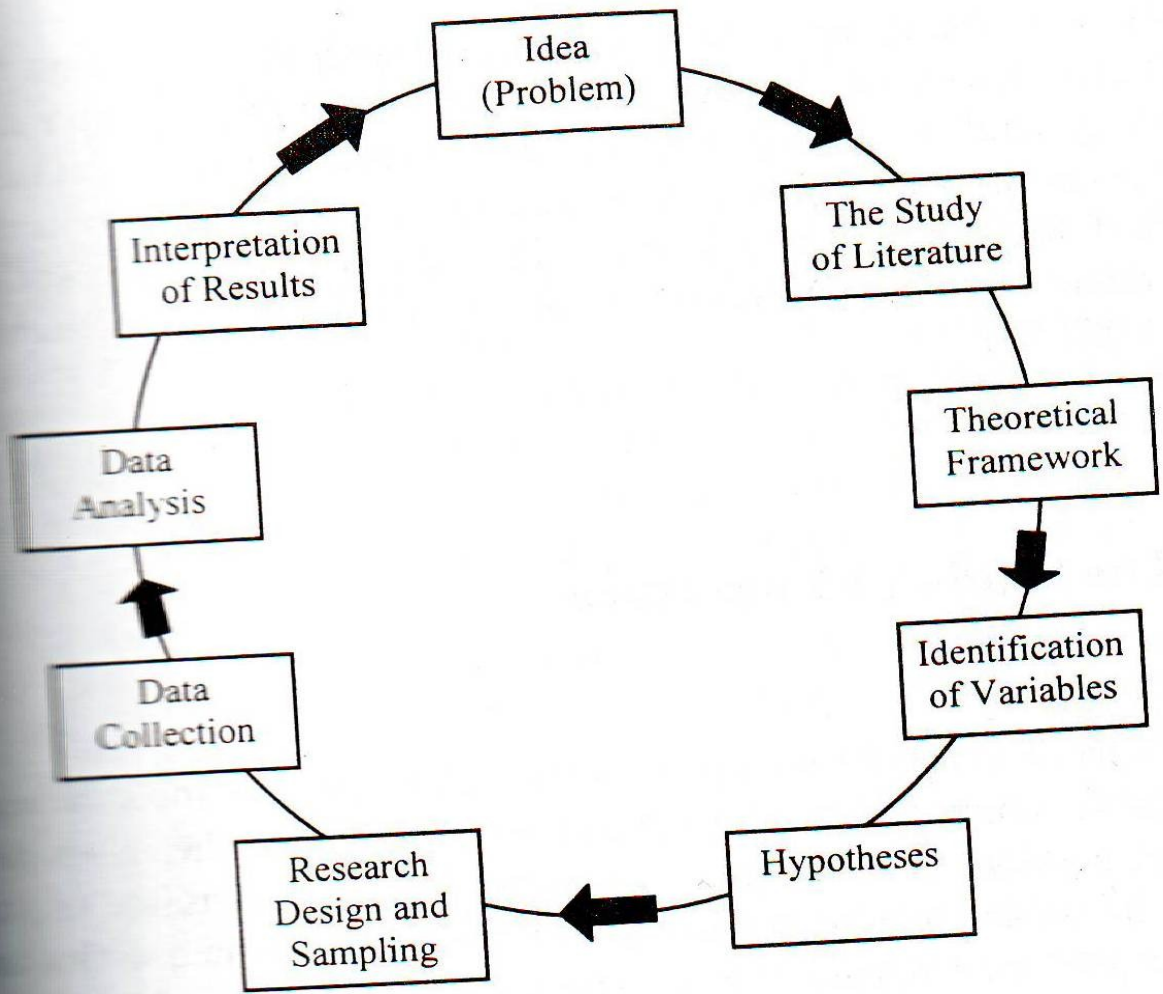 Idea
(Problem)
The Study
of Literature
Theoretical
Framework
Identification
of Variables
Hypotheses
Research
Design and
Sampling
Data
Collection
Data
Analysis
Interpretation
of Results